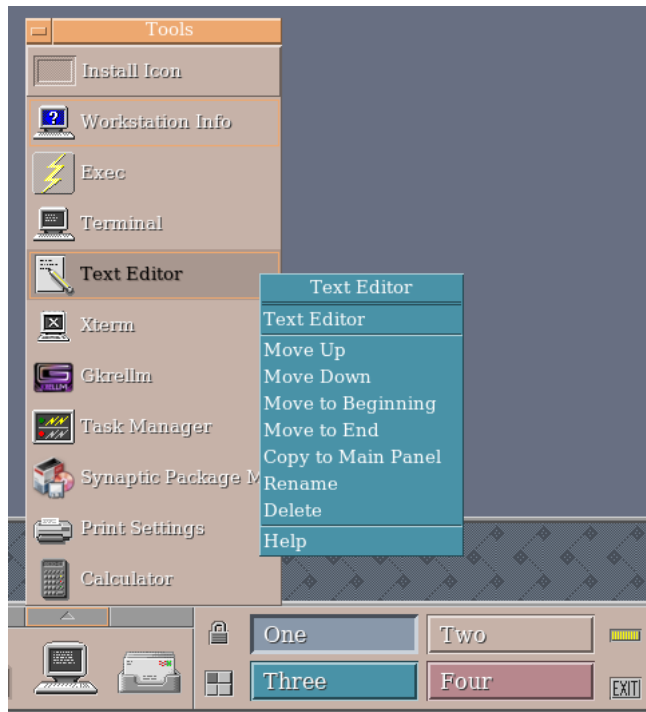 Tools
Install Icon
Workstation Info
Exec
Terminal
Text Editor
Xterm
Gkrellm
Task Manager
Synaptic Package M
Print Settings
Calculator
Text Editor
Text Editor
Move Up
Move Down
Move to Beginning
Move to End
Copy to Main Panel
Rename
Delete
Help
One
Two
Three
Four
EXIT